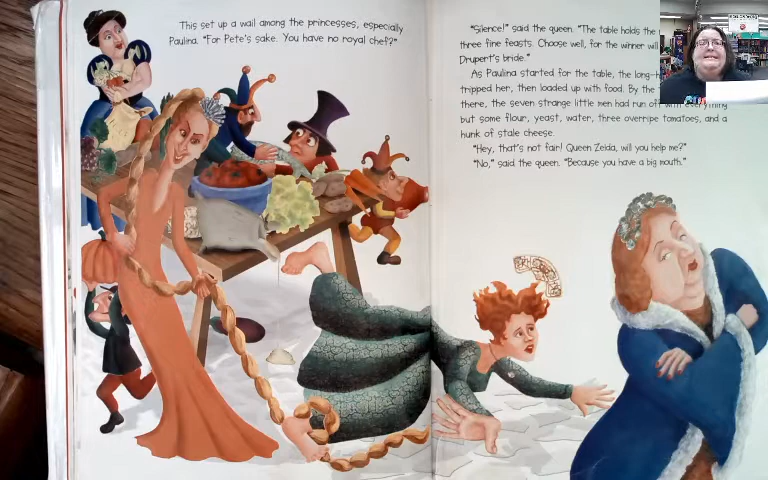 This set up a wail among the princesses, especially
Paulina. "For Pete's sake. You have no royal chef?"
"Silence!" said the queen. "The table holds the
three fine feasts. Choose well, for the winner will
Drupert's bride."
As Paulina started for the table, the long-h
tripped her, then loaded up with food. By the
there, the seven strange little men had run off with everything
but some flour, yeast, water, three overripe tomatoes, and a
hunk of stale cheese.
"Hey, that's not fair! Queen Zelda, will you help me?"
"No," said the queen. "Because you have a big mouth."